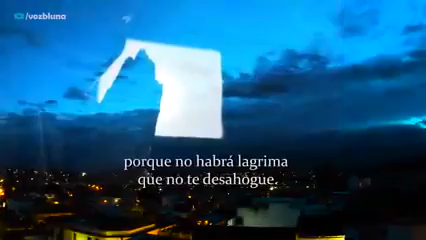 /vozbluna
porque no habrá lagrima
que no te desahogue.